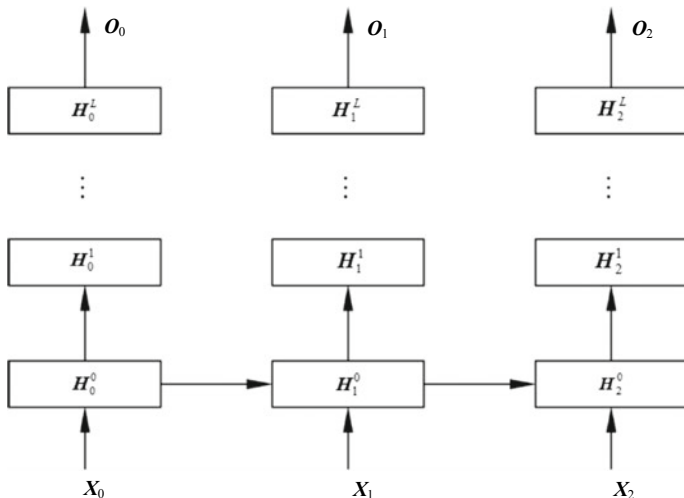 O₀ O₁ O₂
H₀ᴸ H₁ᴸ H₂ᴸ
⋮ ⋮ ⋮
H₀¹ H₁¹ H₂¹
H₀⁰ H₁⁰ H₂⁰
X₀ X₁ X₂